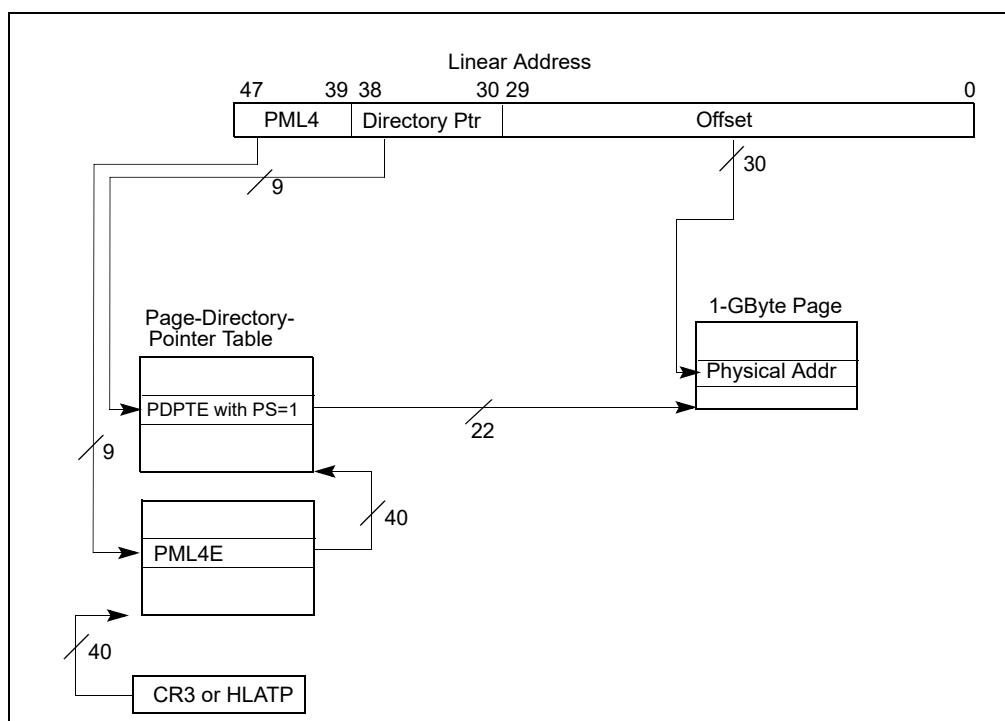 Linear Address
47 39 38 30 29 0
PML4 Directory Ptr Offset
9
30
Page-Directory-
Pointer Table
1-GByte Page
Physical Addr
PDPTE with PS=1
22
9
40
PML4E
40
CR3 or HLATP